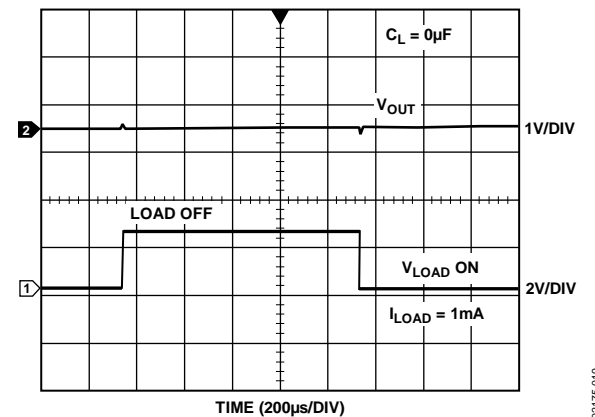 C_L = 0µF
V_OUT
2
1V/DIV
LOAD OFF
V_LOAD ON
1
2V/DIV
I_LOAD = 1mA
TIME (200µs/DIV)